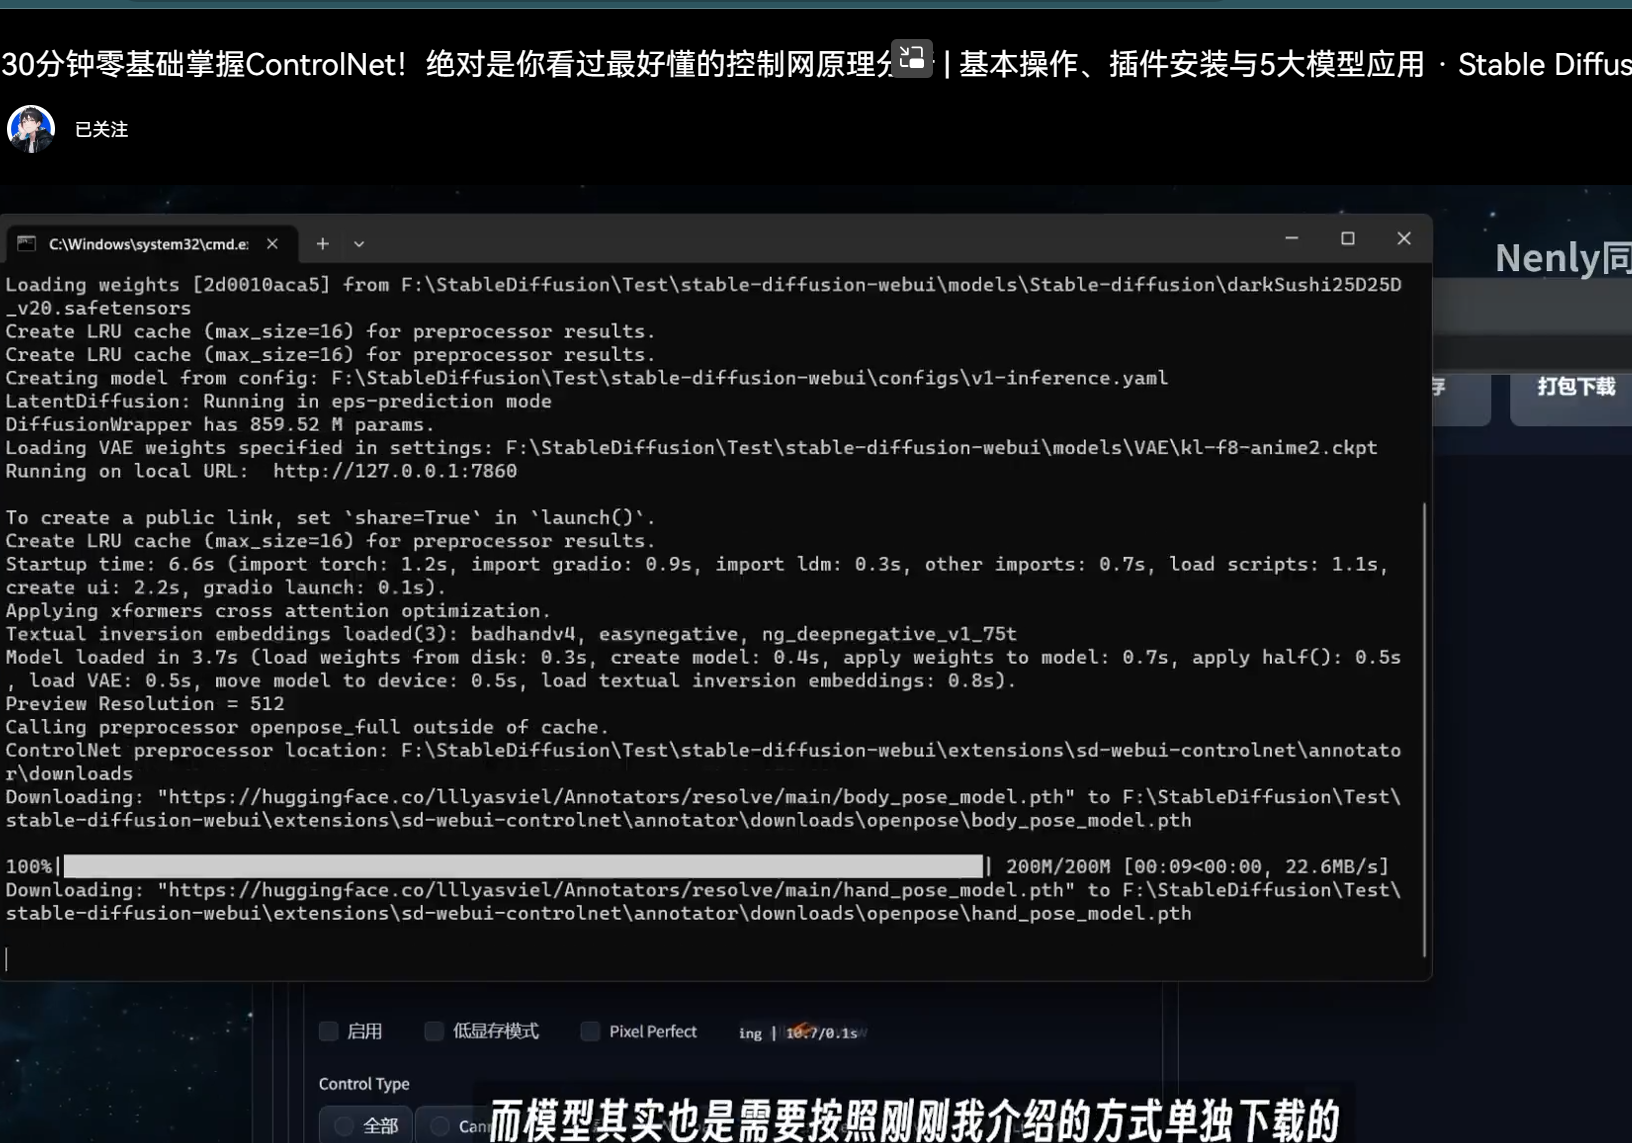 30分钟零基础掌握ControlNet！绝对是你看过最好懂的控制网原理分 | 基本操作、插件安装与5大模型应用 · Stable Diffus
已关注
C:\Windows\system32\cmd.e
Nenly同
Loading weights [2d0010aca5] from F:\StableDiffusion\Test\stable-diffusion-webui\models\Stable-diffusion\darkSushi25D25D
_v20.safetensors
Create LRU cache (max_size=16) for preprocessor results.
Create LRU cache (max_size=16) for preprocessor results.
Creating model from config: F:\StableDiffusion\Test\stable-diffusion-webui\configs\v1-inference.yaml
存 打包下载
LatentDiffusion: Running in eps-prediction mode
DiffusionWrapper has 859.52 M params.
Loading VAE weights specified in settings: F:\StableDiffusion\Test\stable-diffusion-webui\models\VAE\kl-f8-anime2.ckpt
Running on local URL:  http://127.0.0.1:7860
To create a public link, set `share=True` in `launch()`.
Create LRU cache (max_size=16) for preprocessor results.
Startup time: 6.6s (import torch: 1.2s, import gradio: 0.9s, import ldm: 0.3s, other imports: 0.7s, load scripts: 1.1s,
create ui: 2.2s, gradio launch: 0.1s).
Applying xformers cross attention optimization.
Textual inversion embeddings loaded(3): badhandv4, easynegative, ng_deepnegative_v1_75t
Model loaded in 3.7s (load weights from disk: 0.3s, create model: 0.4s, apply weights to model: 0.7s, apply half(): 0.5s
, load VAE: 0.5s, move model to device: 0.5s, load textual inversion embeddings: 0.8s).
Preview Resolution = 512
Calling preprocessor openpose_full outside of cache.
ControlNet preprocessor location: F:\StableDiffusion\Test\stable-diffusion-webui\extensions\sd-webui-controlnet\annotato
r\downloads
Downloading: "https://huggingface.co/lllyasviel/Annotators/resolve/main/body_pose_model.pth" to F:\StableDiffusion\Test\
stable-diffusion-webui\extensions\sd-webui-controlnet\annotator\downloads\openpose\body_pose_model.pth
100%| | 200M/200M [00:09<00:00, 22.6MB/s]
Downloading: "https://huggingface.co/lllyasviel/Annotators/resolve/main/hand_pose_model.pth" to F:\StableDiffusion\Test\
stable-diffusion-webui\extensions\sd-webui-controlnet\annotator\downloads\openpose\hand_pose_model.pth
启用 低显存模式 Pixel Perfect ing | /0.1s
Control Type
全部 Can
而模型其实也是需要按照刚刚我介绍的方式单独下载的